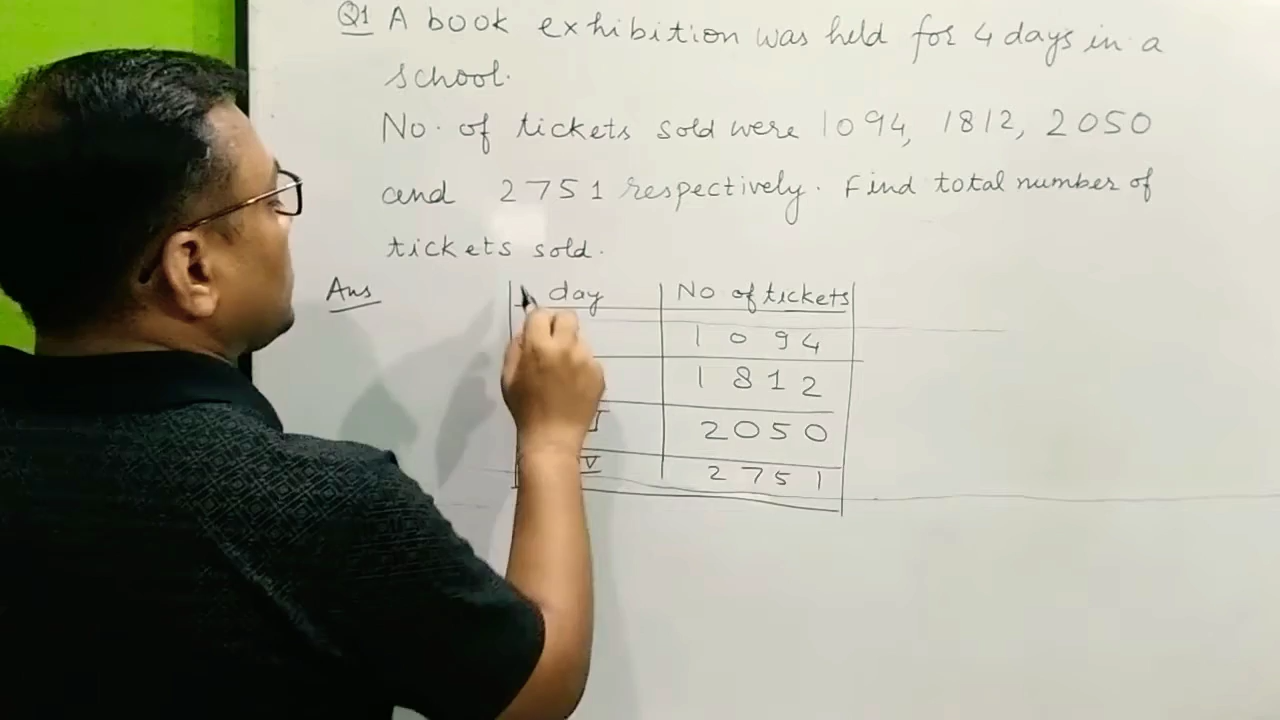 Q1 A book exhibition was held for 4 days in a
school.
No. of tickets sold were 1094, 1812, 2050
and 2751 respectively. Find total number of
tickets sold.
Ans
day No of tickets
1094
1812
2050
2751